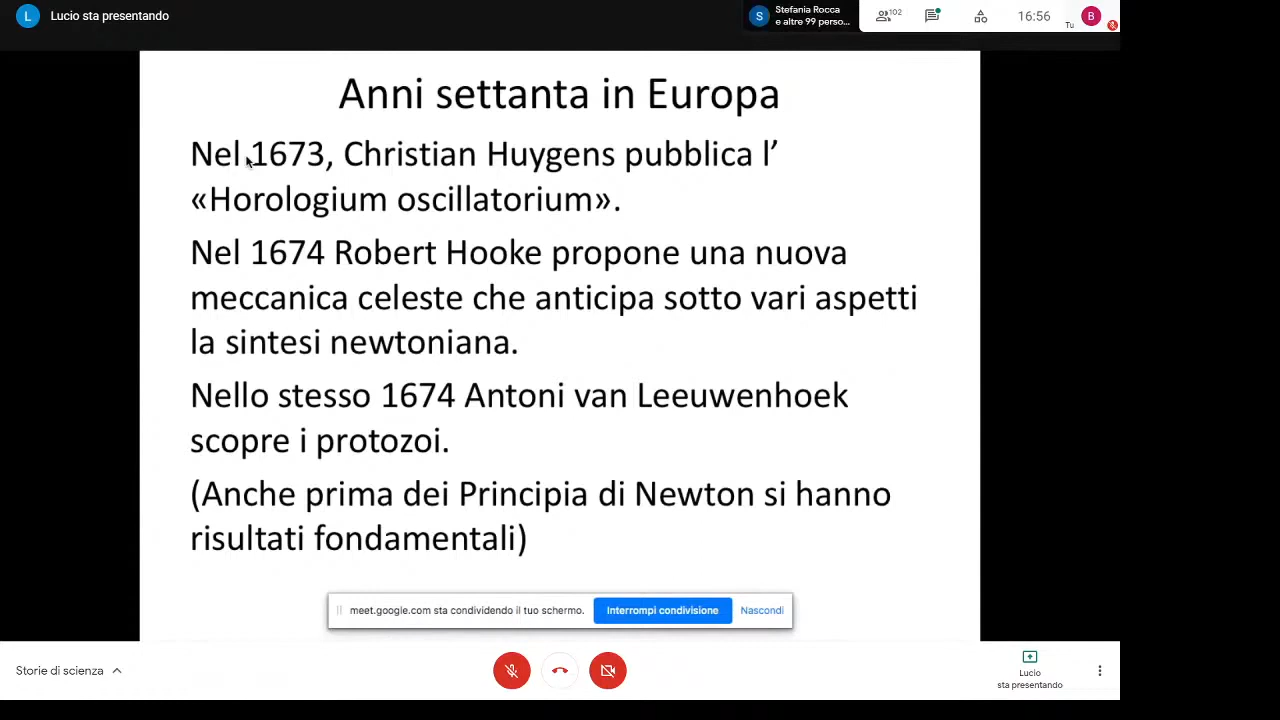 L Lucio sta presentando
S Stefania Rocca
e altre 99 perso...
102
16:56
Tu
B
Anni settanta in Europa
Nel 1673, Christian Huygens pubblica l’
«Horologium oscillatorium».
Nel 1674 Robert Hooke propone una nuova
meccanica celeste che anticipa sotto vari aspetti
la sintesi newtoniana.
Nello stesso 1674 Antoni van Leeuwenhoek
scopre i protozoi.
(Anche prima dei Principia di Newton si hanno
risultati fondamentali)
meet.google.com sta condividendo il tuo schermo. Interrompi condivisione Nascondi
Storie di scienza
Lucio
sta presentando